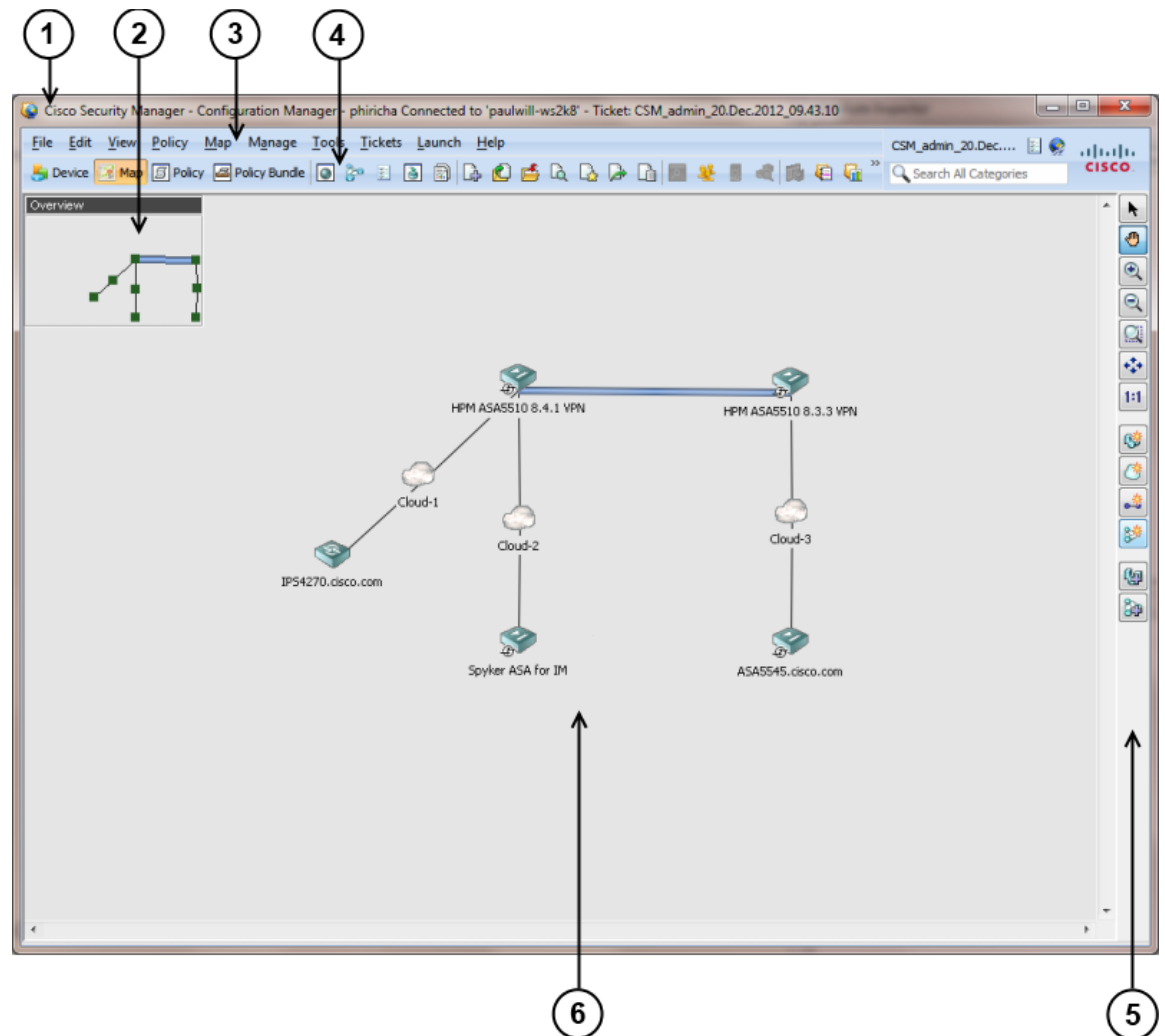 1 2 3 4
Cisco Security Manager - Configuration Manager - phiricha Connected to 'paulwill-ws2k8' - Ticket: CSM_admin_20.Dec.2012_09.43.10
File Edit View Policy Map Manage Tools Tickets Launch Help
CSM_admin_20.Dec....
CISCO
Device Map Policy Policy Bundle
»
Search All Categories
Overview
1:1
HPM ASA5510 8.4.1 VPN
HPM ASA5510 8.3.3 VPN
Cloud-1
Cloud-2
Cloud-3
IPS4270.cisco.com
Spyker ASA for IM
ASA5545.cisco.com
6 5